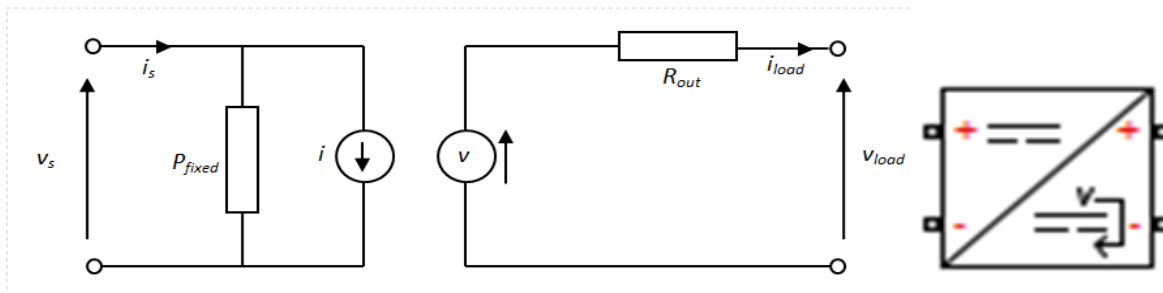 i_s
R_out
i_load
v_s
P_fixed
i
v
v_load
+ +
V
- -